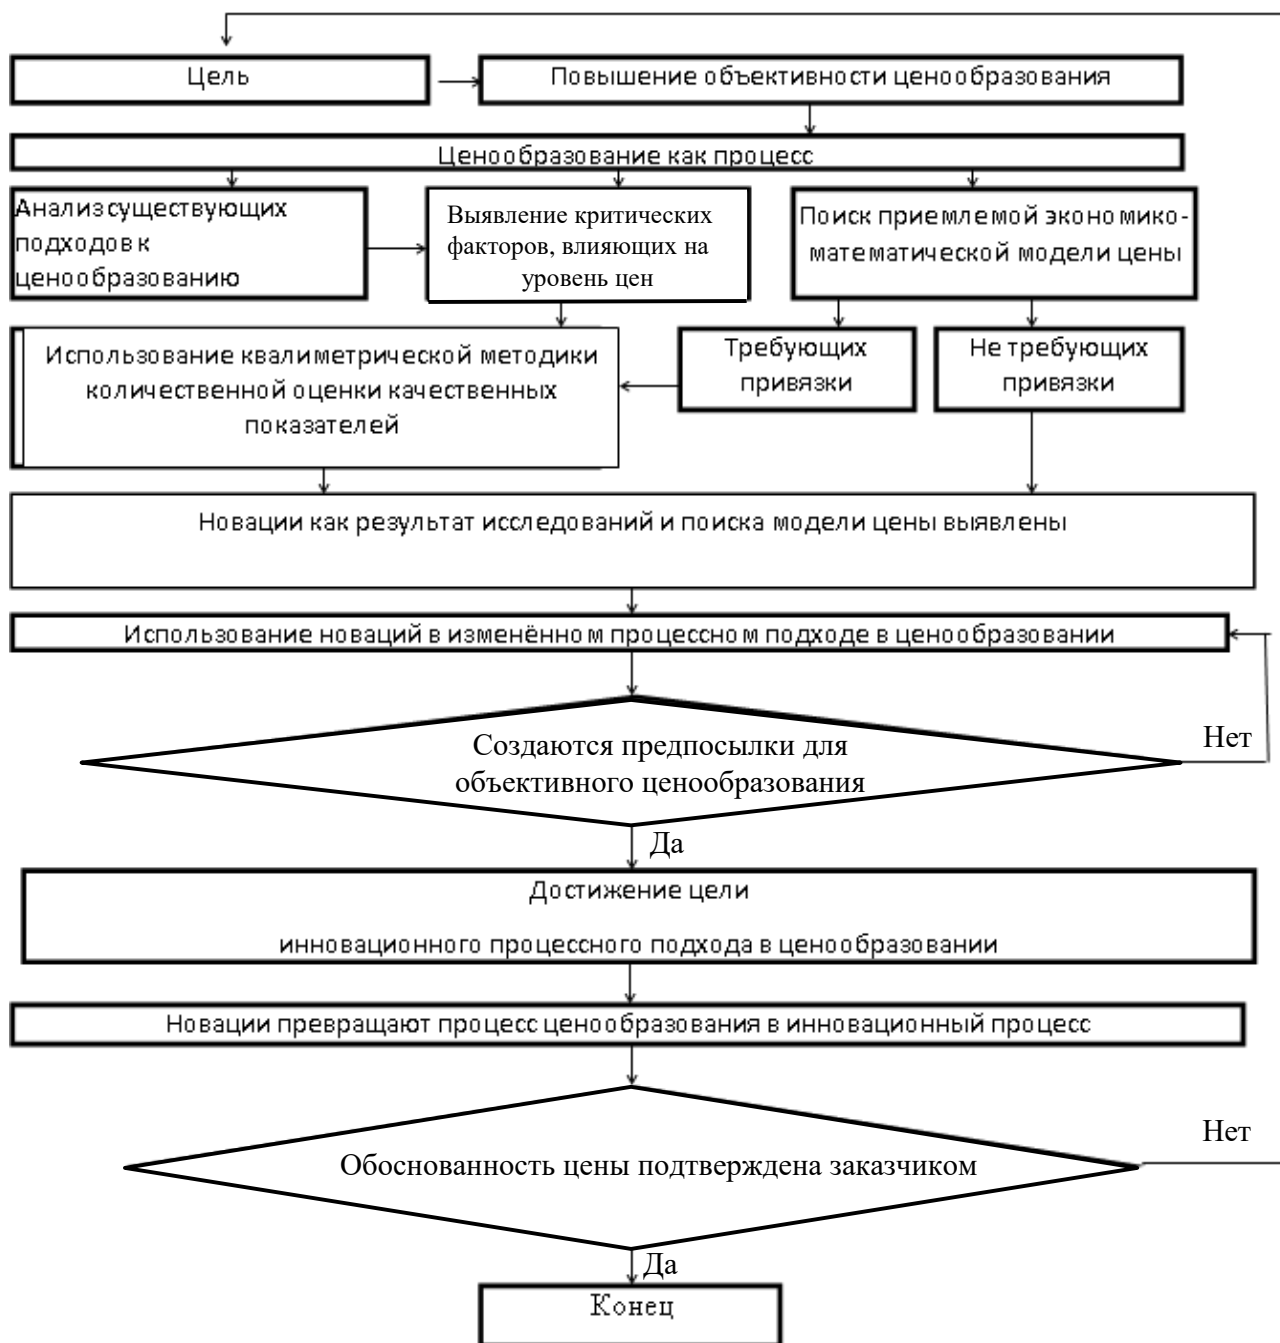 Цель
Повышение объективности ценообразования
Ценообразование как процесс
Анализ существующих
подходов к
ценообразованию
Выявление критических
факторов, влияющих на
уровень цен
Поиск приемлемой экономико-
математической модели цены
Использование квалиметрической методики
количественной оценки качественных
показателей
Требующих
привязки
Не требующих
привязки
Новации как результат исследований и поиска модели цены выявлены
Использование новаций в изменённом процессном подходе в ценообразовании
Создаются предпосылки для
объективного ценообразования
Нет
Да
Достижение цели
инновационного процессного подхода в ценообразовании
Новации превращают процесс ценообразования в инновационный процесс
Нет
Обоснованность цены подтверждена заказчиком
Да
Конец